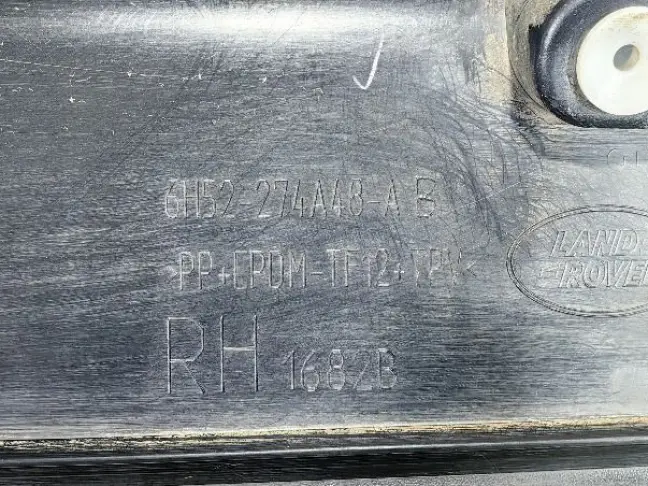 6H52-274A48-A B
>PP+EPDM-TF12+TPV<
LAND
-ROVER
RH 1682B